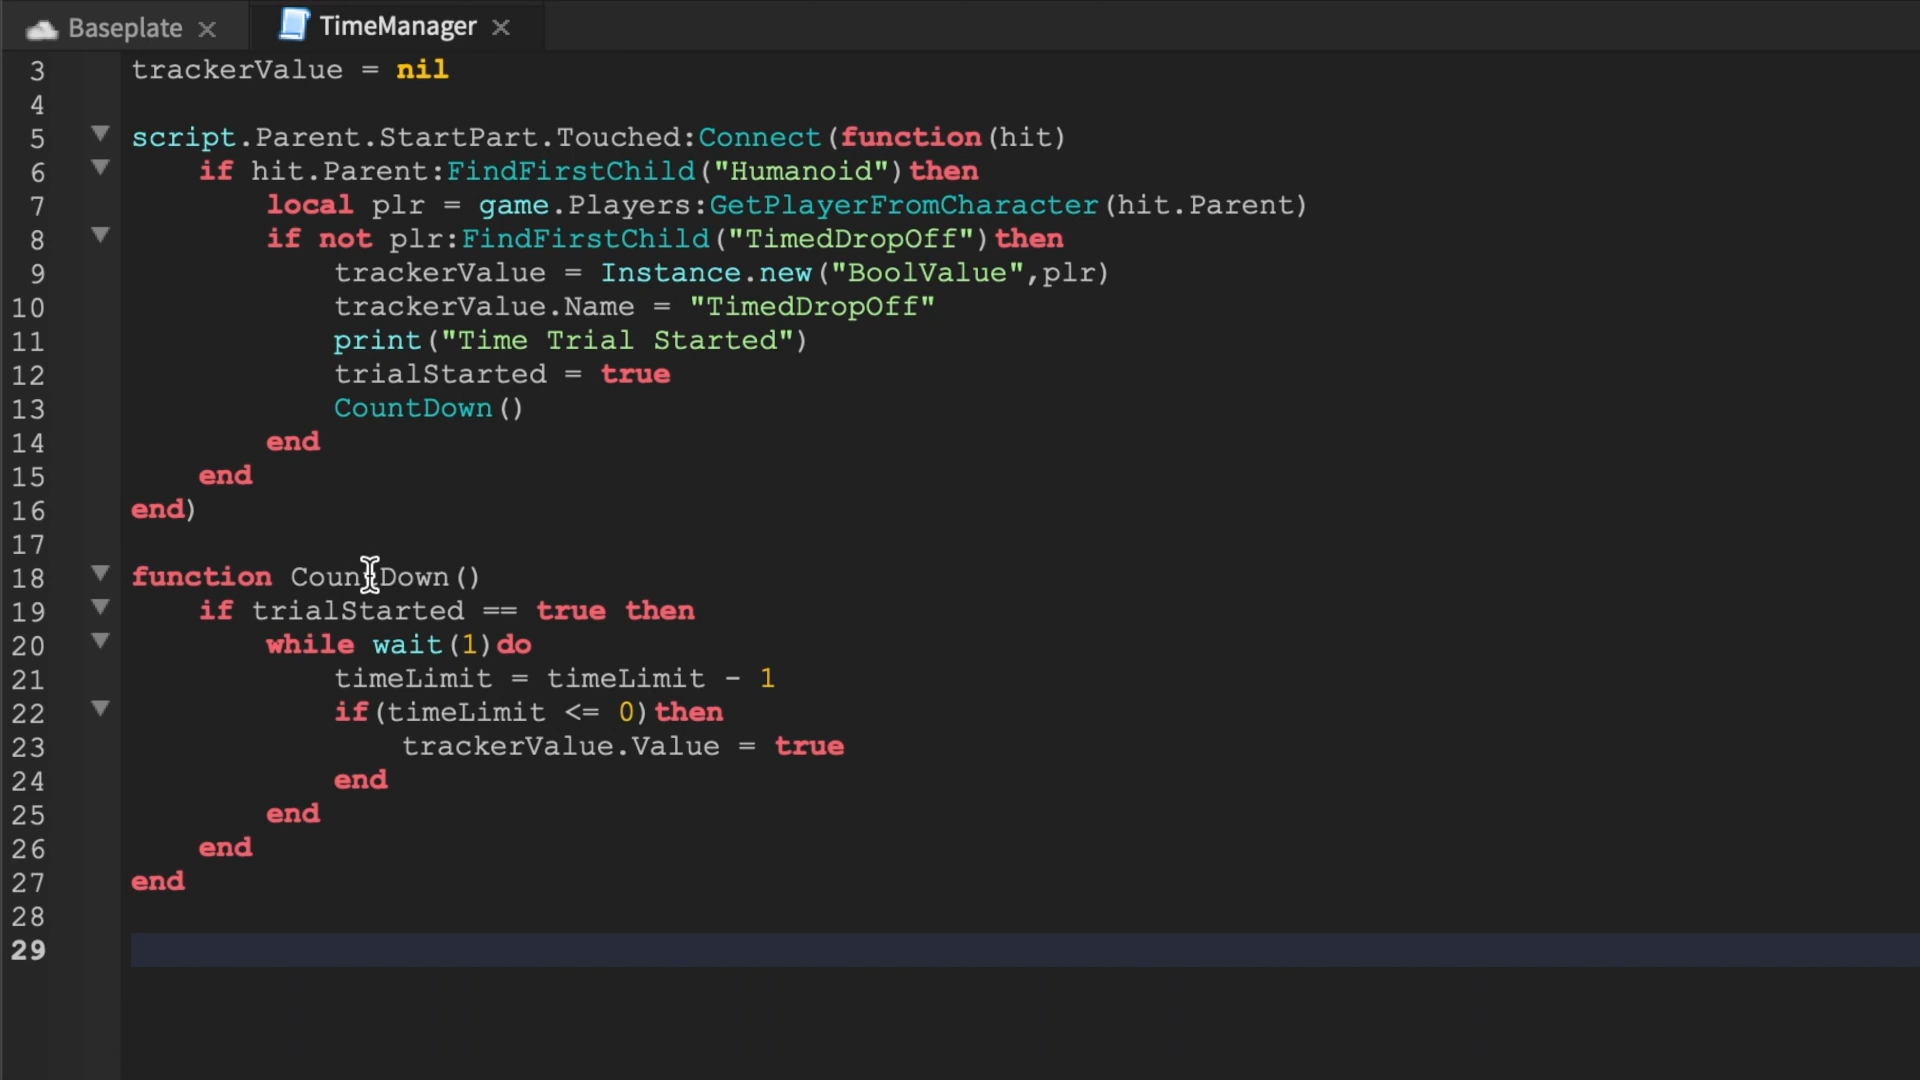 Baseplate × TimeManager ×
3 trackerValue = nil
4
5 script.Parent.StartPart.Touched:Connect(function(hit)
6 if hit.Parent:FindFirstChild("Humanoid")then
7 local plr = game.Players:GetPlayerFromCharacter(hit.Parent)
8 if not plr:FindFirstChild("TimedDropOff")then
9 trackerValue = Instance.new("BoolValue",plr)
10 trackerValue.Name = "TimedDropOff"
11 print("Time Trial Started")
12 trialStarted = true
13 CountDown()
14 end
15 end
16 end)
17
18 function CountDown()
19 if trialStarted == true then
20 while wait(1)do
21 timeLimit = timeLimit - 1
22 if(timeLimit <= 0)then
23 trackerValue.Value = true
24 end
25 end
26 end
27 end
28
29